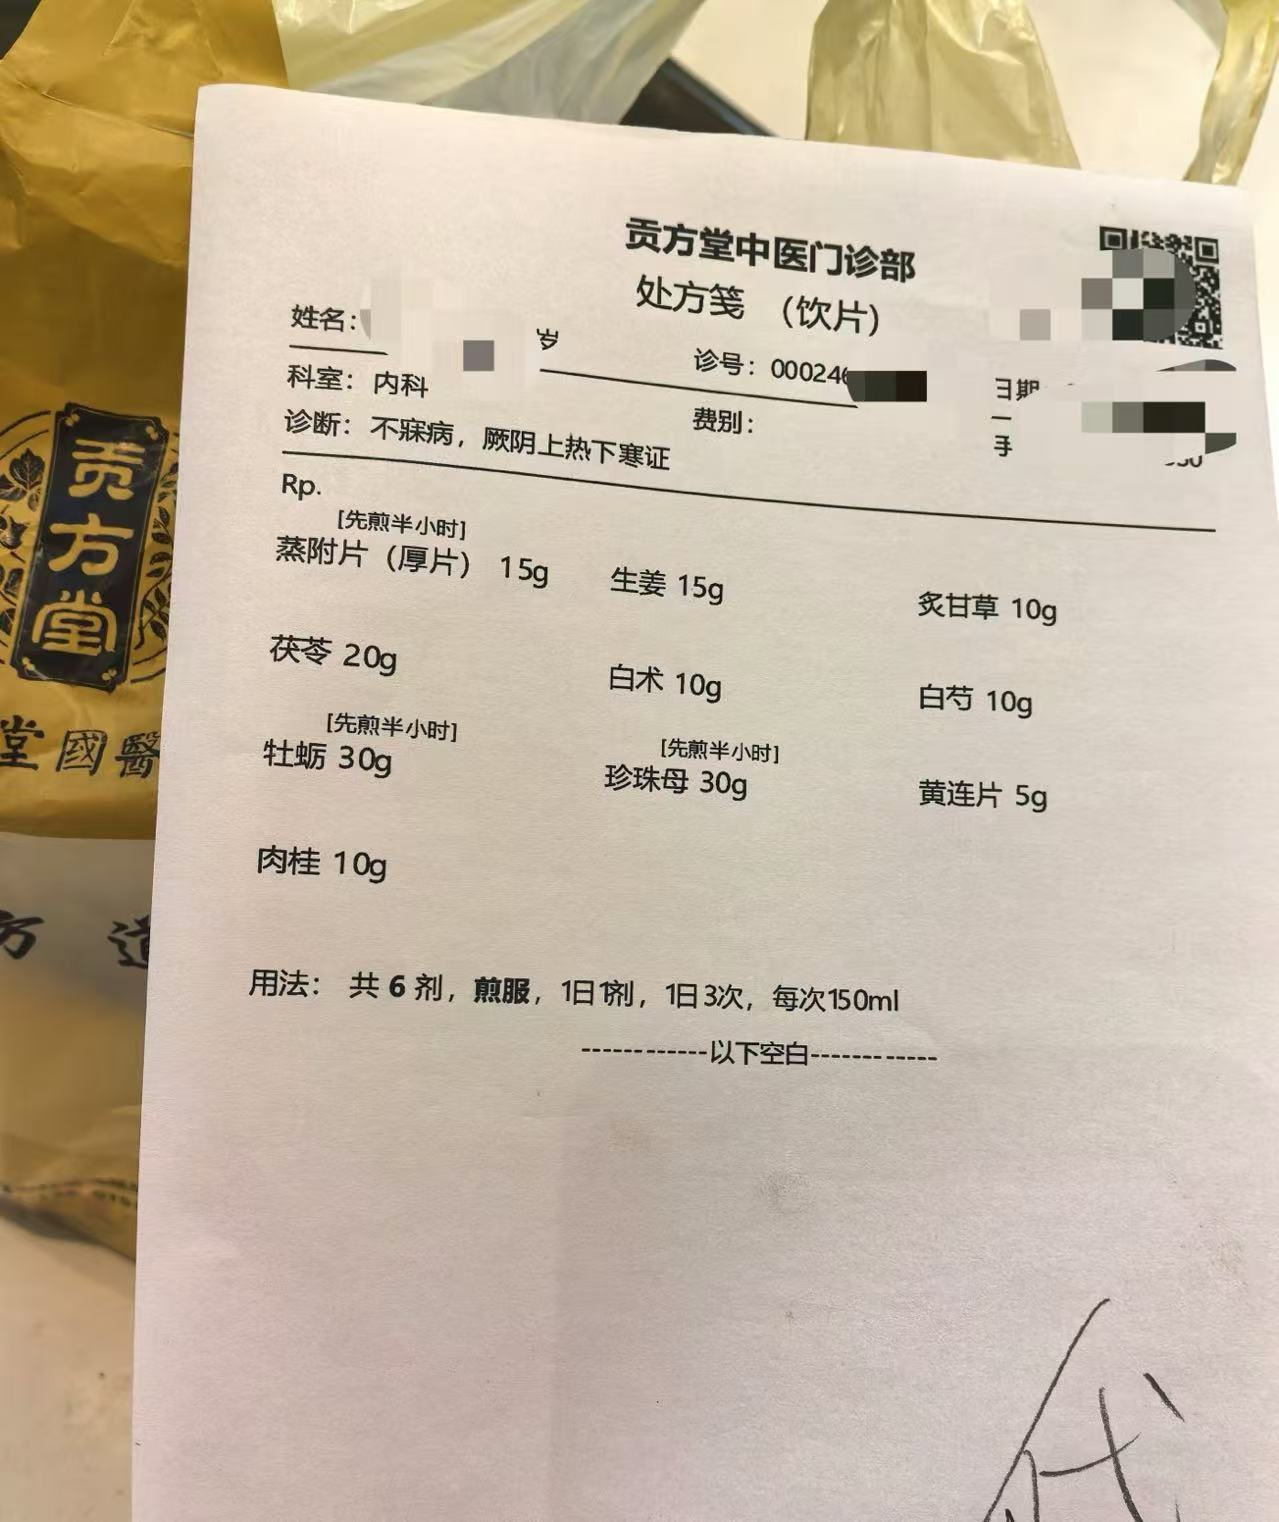 贡方堂
堂國醫
方 道
贡方堂中医门诊部
处方笺 （饮片）
姓名： 岁 诊号：000246 日期
科室：内科 费别：
诊断：不寐病，厥阴上热下寒证 手
Rp.
[先煎半小时]
蒸附片（厚片） 15g 生姜 15g 炙甘草 10g
茯苓 20g 白术 10g 白芍 10g
[先煎半小时] [先煎半小时]
牡蛎 30g 珍珠母 30g 黄连片 5g
肉桂 10g
用法： 共 6 剂，煎服，1日1剂，1日3次，每次150ml
------------以下空白------------